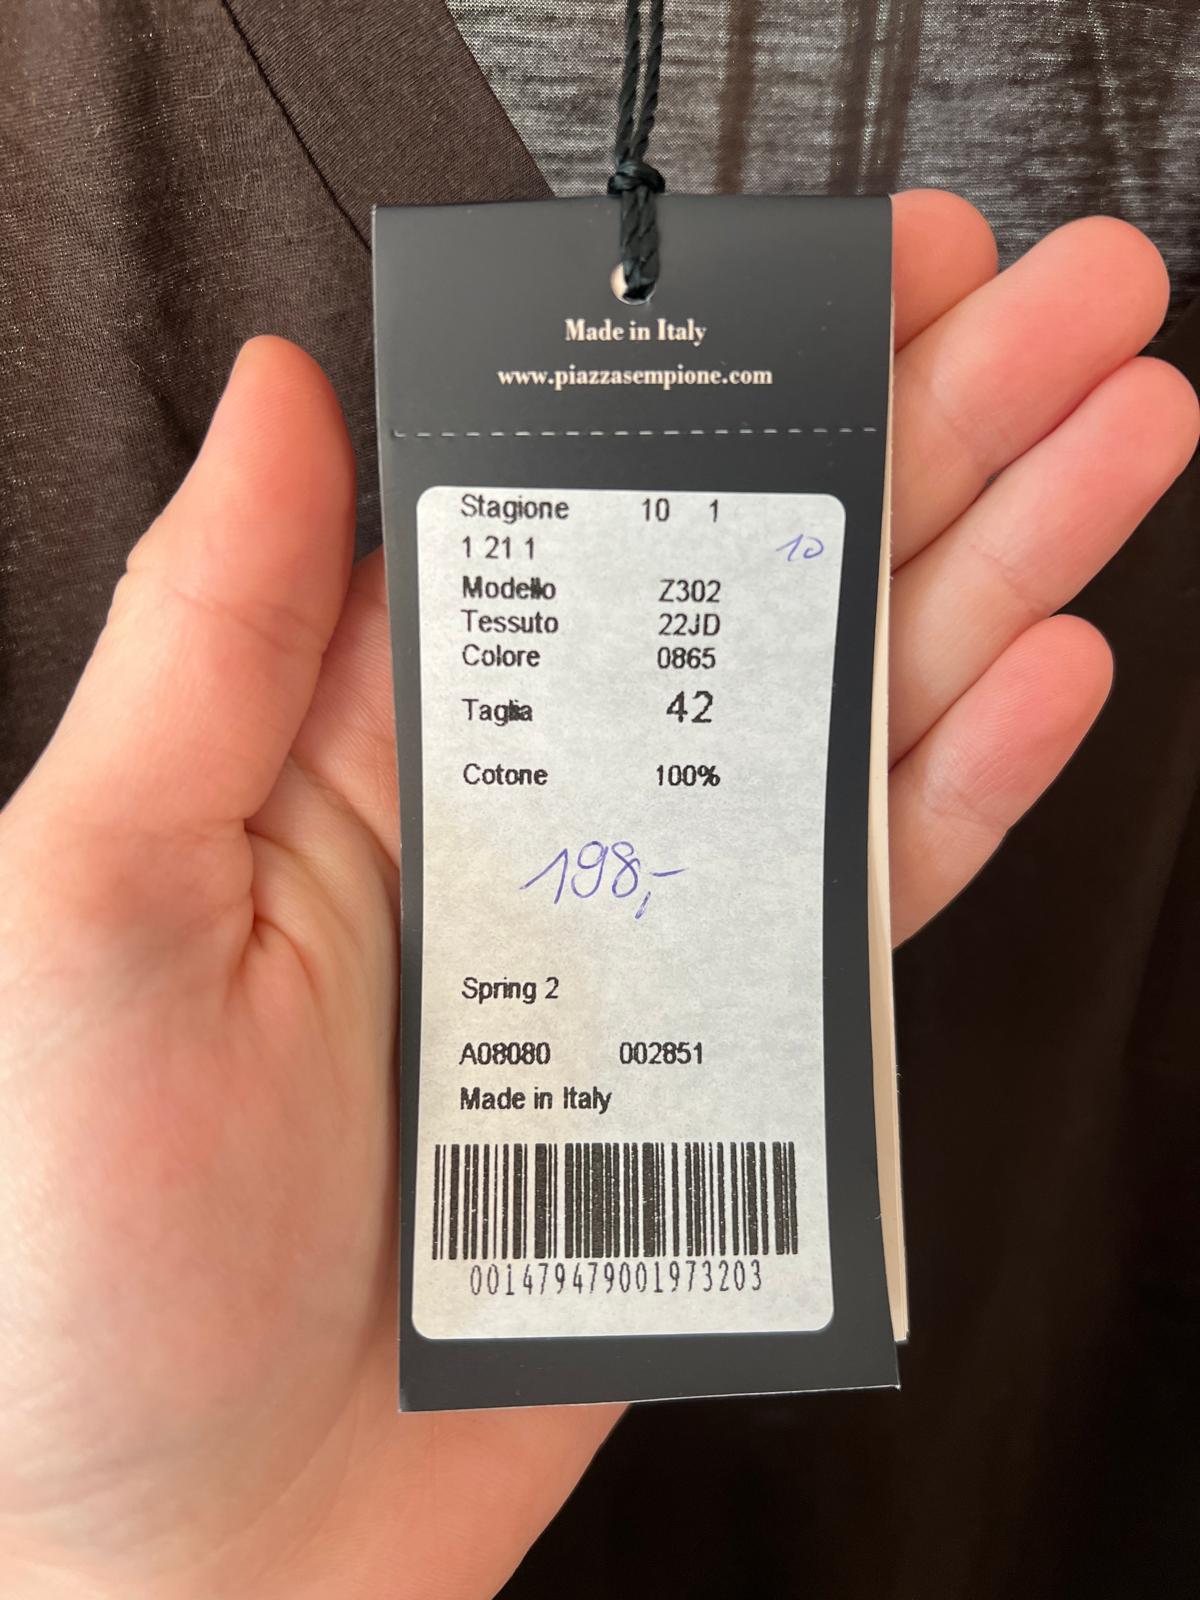 Made in Italy
www.piazzasempione.com
Stagione 10 1
1 21 1 10
Modello Z302
Tessuto 22JD
Colore 0865
Taglia 42
Cotone 100%
198,-
Spring 2
A08080 002851
Made in Italy
001479479001973203